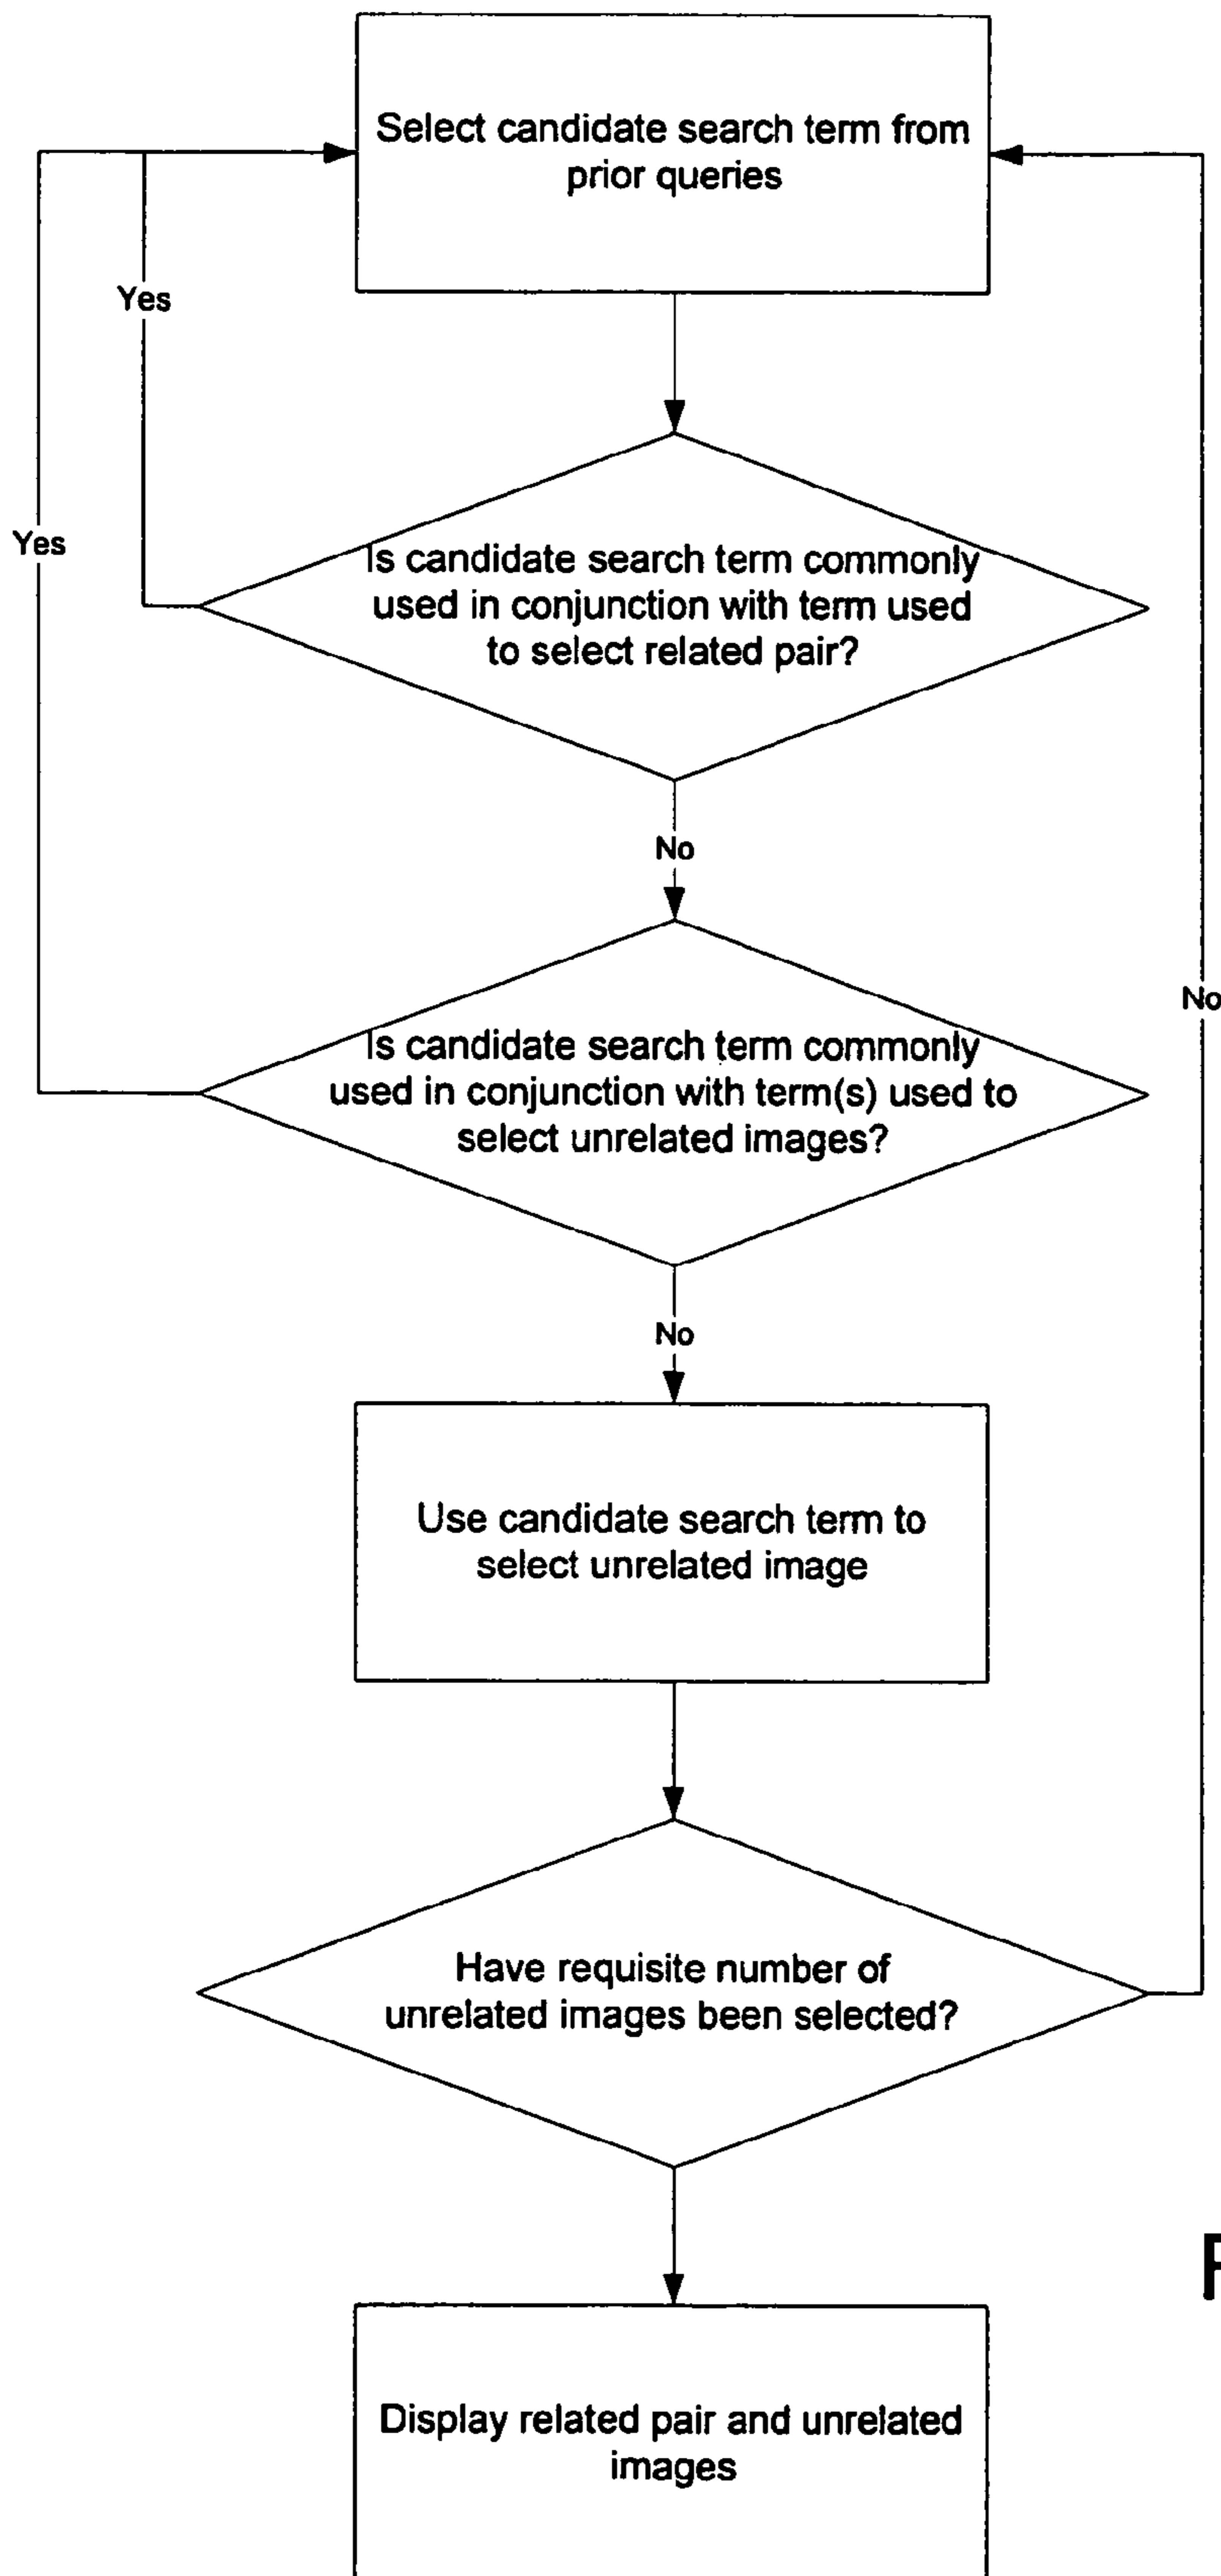 Select candidate search term from
prior queries
Yes
Yes
Is candidate search term commonly
used in conjunction with term used
to select related pair?
No
No
Is candidate search term commonly
used in conjunction with term(s) used to
select unrelated images?
No
Use candidate search term to
select unrelated image
Have requisite number of
unrelated images been selected?
Display related pair and unrelated
images